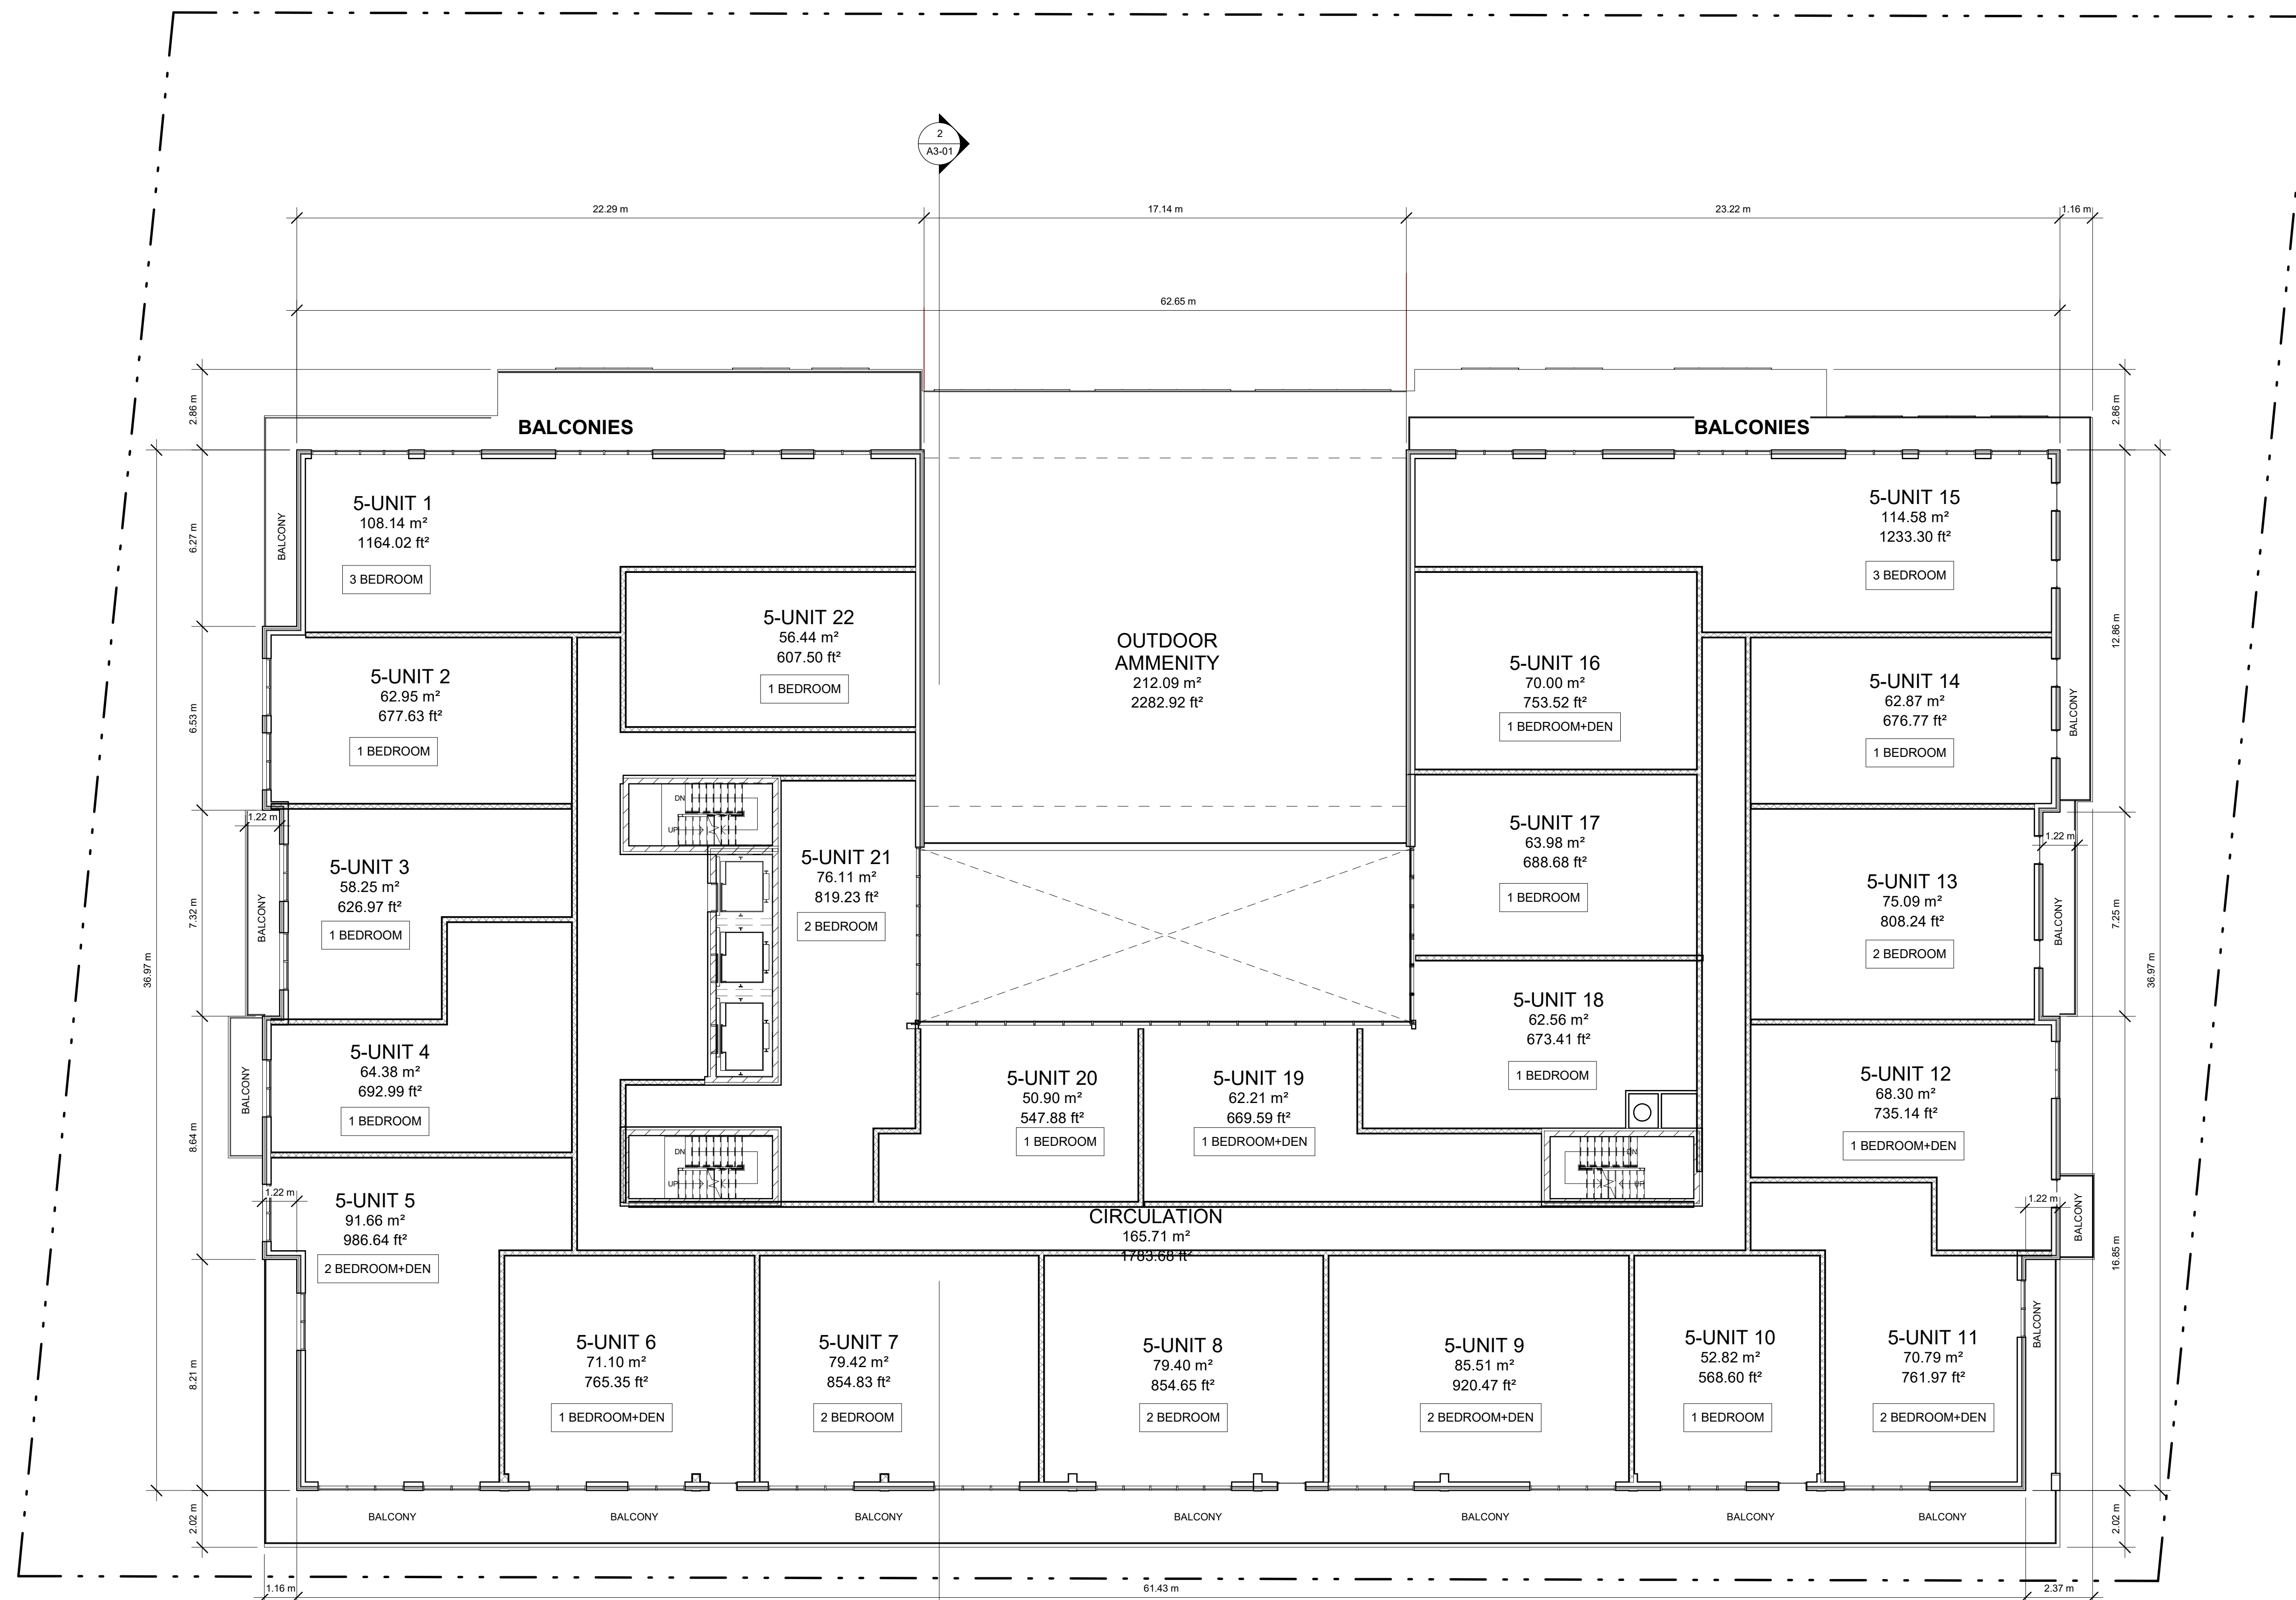 2
A3-01
22.29 m
17.14 m
23.22 m
1.16 m
62.65 m
2.86 m
2.86 m
BALCONIES
BALCONIES
6.27 m
BALCONY
5-UNIT 1
108.14 m²
1164.02 ft²
3 BEDROOM
5-UNIT 15
114.58 m²
1233.30 ft²
3 BEDROOM
5-UNIT 22
56.44 m²
607.50 ft²
1 BEDROOM
OUTDOOR
AMMENITY
212.09 m²
2282.92 ft²
12.86 m
6.53 m
5-UNIT 2
62.95 m²
677.63 ft²
1 BEDROOM
5-UNIT 16
70.00 m²
753.52 ft²
1 BEDROOM+DEN
5-UNIT 14
62.87 m²
676.77 ft²
1 BEDROOM
BALCONY
DN
UP
1.22 m
1.22 m
7.32 m
BALCONY
5-UNIT 3
58.25 m²
626.97 ft²
1 BEDROOM
5-UNIT 21
76.11 m²
819.23 ft²
2 BEDROOM
5-UNIT 17
63.98 m²
688.68 ft²
1 BEDROOM
5-UNIT 13
75.09 m²
808.24 ft²
2 BEDROOM
BALCONY
7.25 m
36.97 m
36.97 m
8.64 m
BALCONY
5-UNIT 4
64.38 m²
692.99 ft²
1 BEDROOM
5-UNIT 20
50.90 m²
547.88 ft²
1 BEDROOM
5-UNIT 19
62.21 m²
669.59 ft²
1 BEDROOM+DEN
5-UNIT 18
62.56 m²
673.41 ft²
1 BEDROOM
5-UNIT 12
68.30 m²
735.14 ft²
1 BEDROOM+DEN
DN
UP
DN
UP
1.22 m
1.22 m
BALCONY
16.85 m
5-UNIT 5
91.66 m²
986.64 ft²
2 BEDROOM+DEN
CIRCULATION
165.71 m²
1783.68 ft²
8.21 m
5-UNIT 6
71.10 m²
765.35 ft²
1 BEDROOM+DEN
5-UNIT 7
79.42 m²
854.83 ft²
2 BEDROOM
5-UNIT 8
79.40 m²
854.65 ft²
2 BEDROOM
5-UNIT 9
85.51 m²
920.47 ft²
2 BEDROOM+DEN
5-UNIT 10
52.82 m²
568.60 ft²
1 BEDROOM
5-UNIT 11
70.79 m²
761.97 ft²
2 BEDROOM+DEN
BALCONY
2.02 m
BALCONY
BALCONY
BALCONY
BALCONY
BALCONY
BALCONY
BALCONY
2.02 m
1.16 m
61.43 m
2.37 m